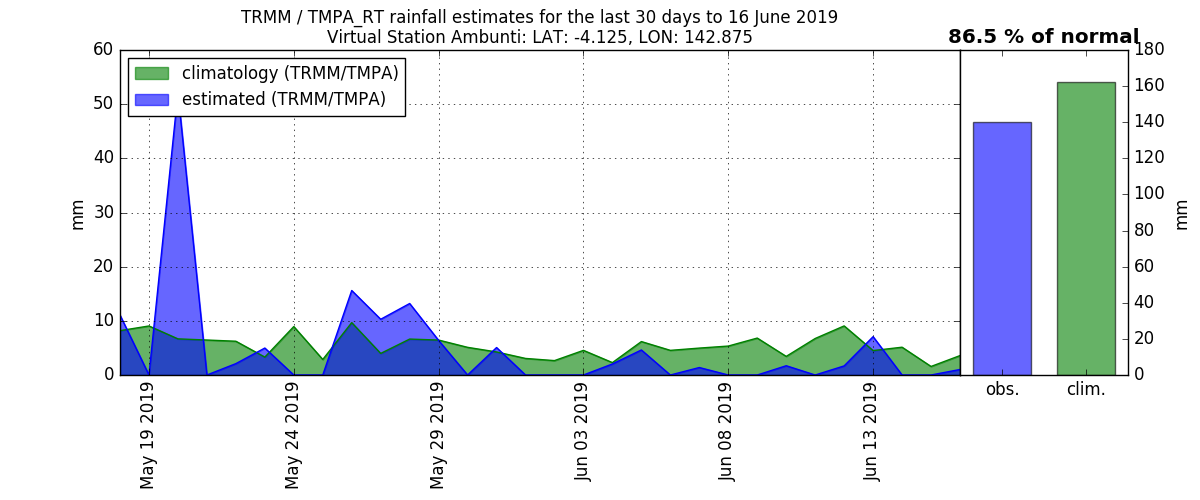 TRMM / TMPA_RT rainfall estimates for the last 30 days to 16 June 2019
Virtual Station Ambunti: LAT: -4.125, LON: 142.875
86.5 % of normal
climatology (TRMM/TMPA)
estimated (TRMM/TMPA)
60
50
40
30
20
10
0
mm
May 19 2019
May 24 2019
May 29 2019
Jun 03 2019
Jun 08 2019
Jun 13 2019
180
160
140
120
100
80
60
40
20
0
mm
obs.
clim.